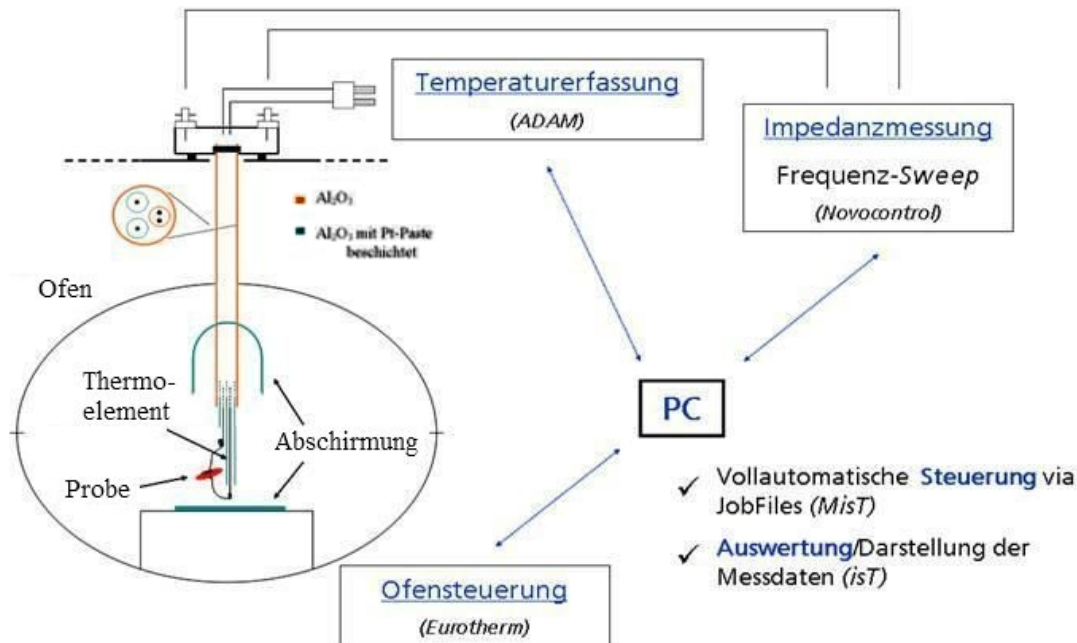 Temperaturerfassung
(ADAM)
Impedanzmessung
Frequenz-Sweep
(Novocontrol)
Al₂O₃
Al₂O₃ mit Pt-Paste
beschichtet
Ofen
Thermo-
element
Abschirmung
Probe
PC
✓ Vollautomatische Steuerung via
JobFiles (MisT)
✓ Auswertung/Darstellung der
Messdaten (isT)
Ofensteuerung
(Eurotherm)